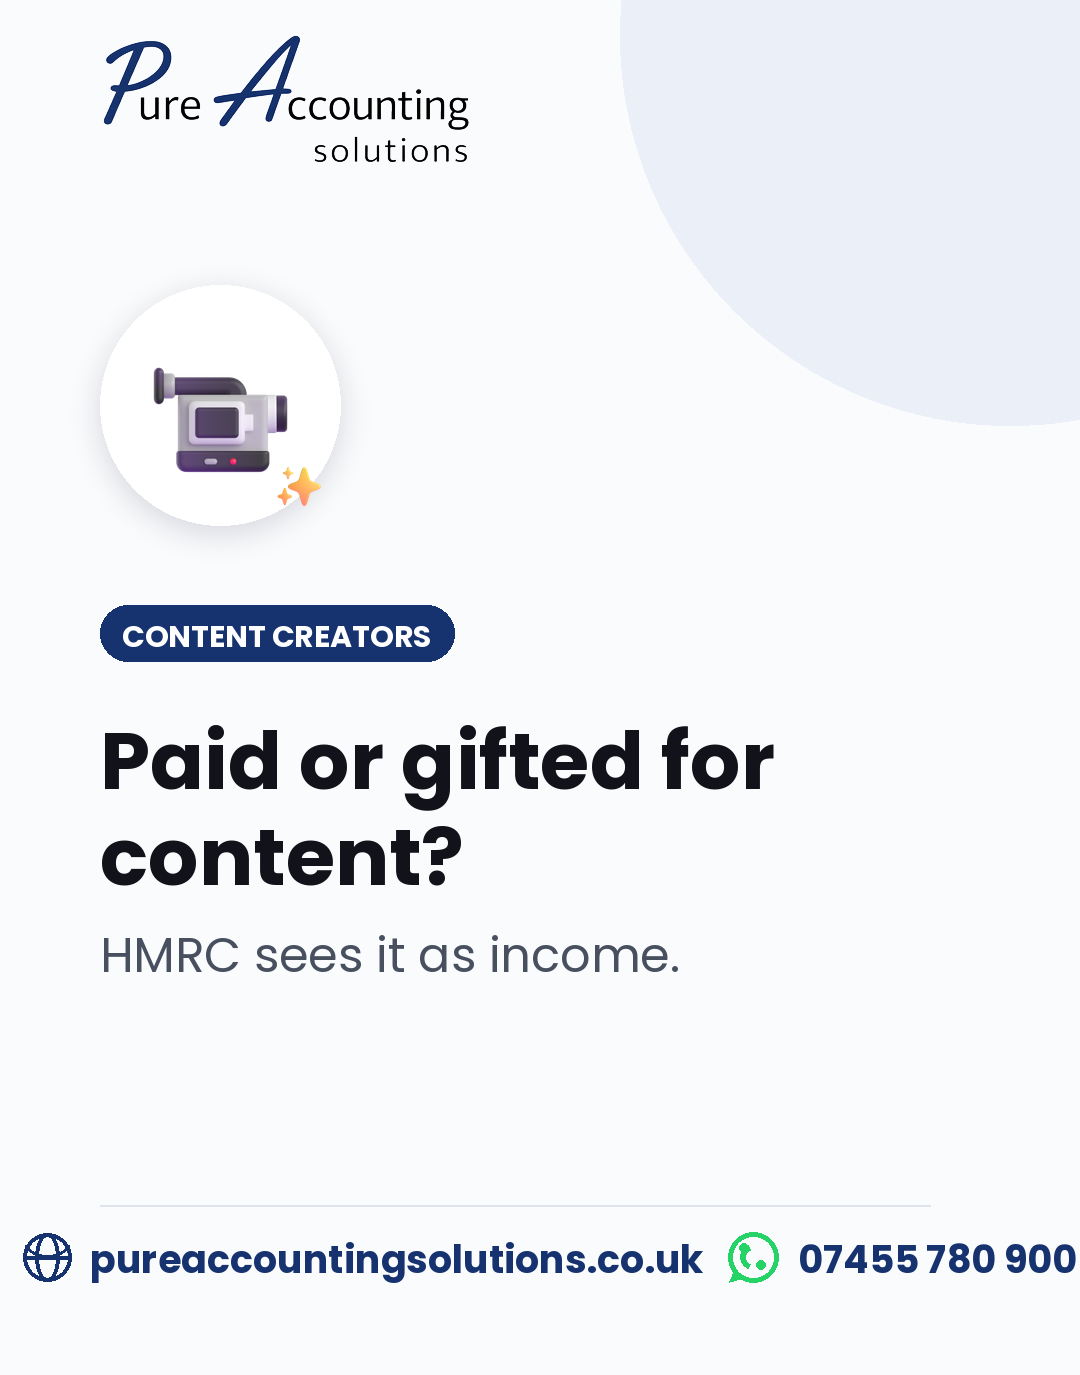 Pure Accounting
solutions
CONTENT CREATORS
Paid or gifted for
content?
HMRC sees it as income.
pureaccountingsolutions.co.uk 07455 780 900